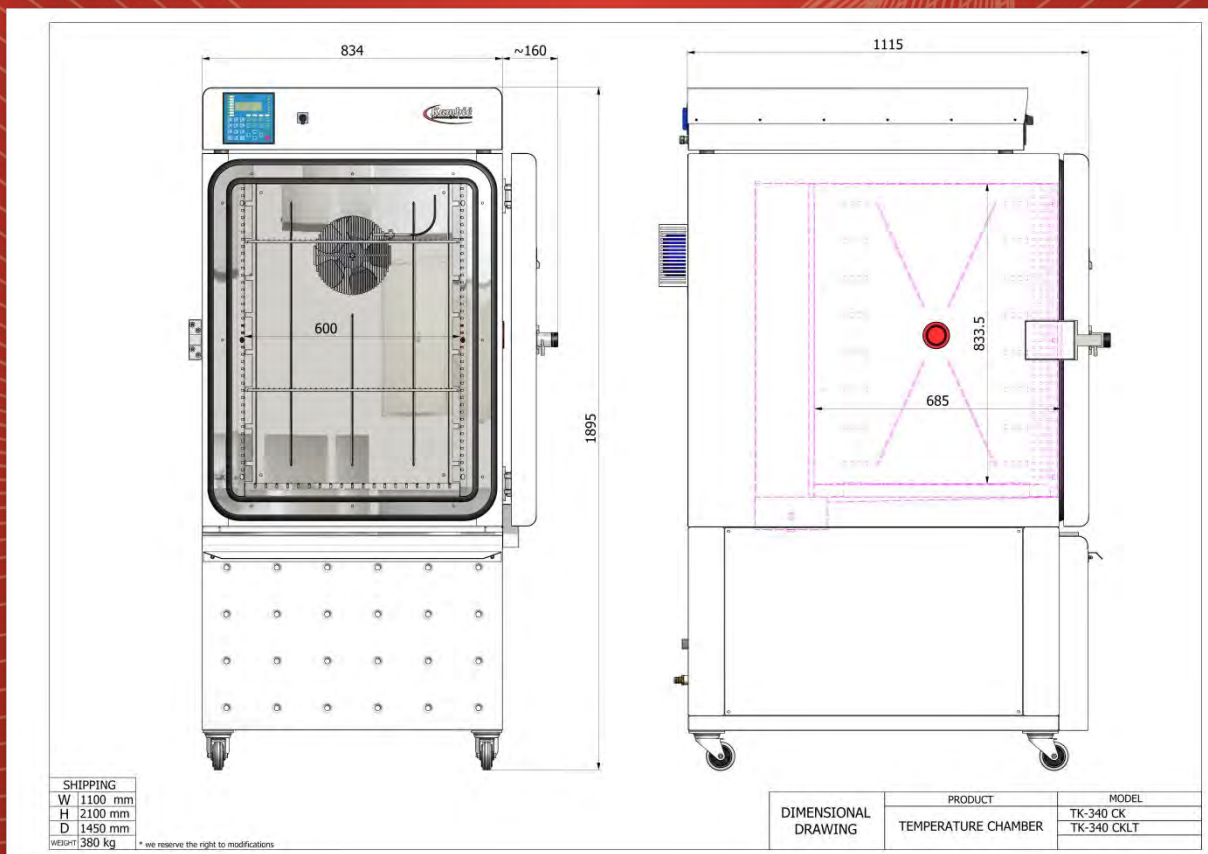 834
~160
1115
Kambič
600
1895
833.5
685
SHIPPING
W 1100 mm
H 2100 mm
D 1450 mm
WEIGHT 380 kg
* we reserve the right to modifications
DIMENSIONAL DRAWING
PRODUCT
TEMPERATURE CHAMBER
MODEL
TK-340 CK
TK-340 CKLT